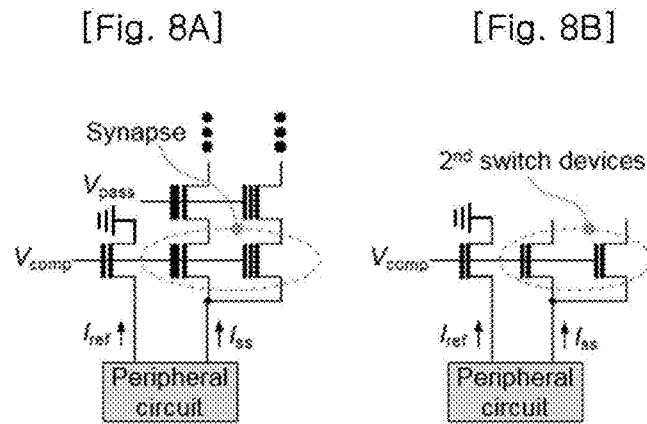 [Fig. 8A]
[Fig. 8B]
Synapse
Vpass
Vcomp
Iref
Iss
Peripheral
circuit
2nd switch devices
Vcomp
Iref
Iss
Peripheral
circuit